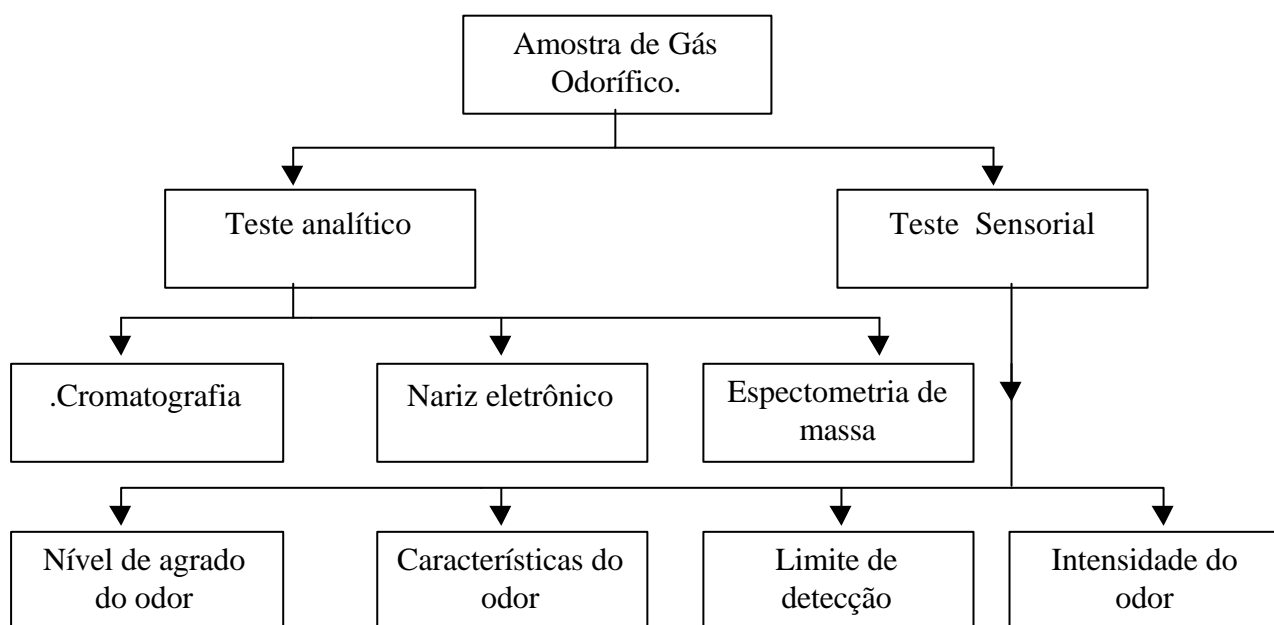 Amostra de Gás
Odorífico.
Teste analítico
Teste Sensorial
.Cromatografia
Nariz eletrônico
Espectometria de
massa
Nível de agrado
do odor
Características do
odor
Limite de
detecção
Intensidade do
odor